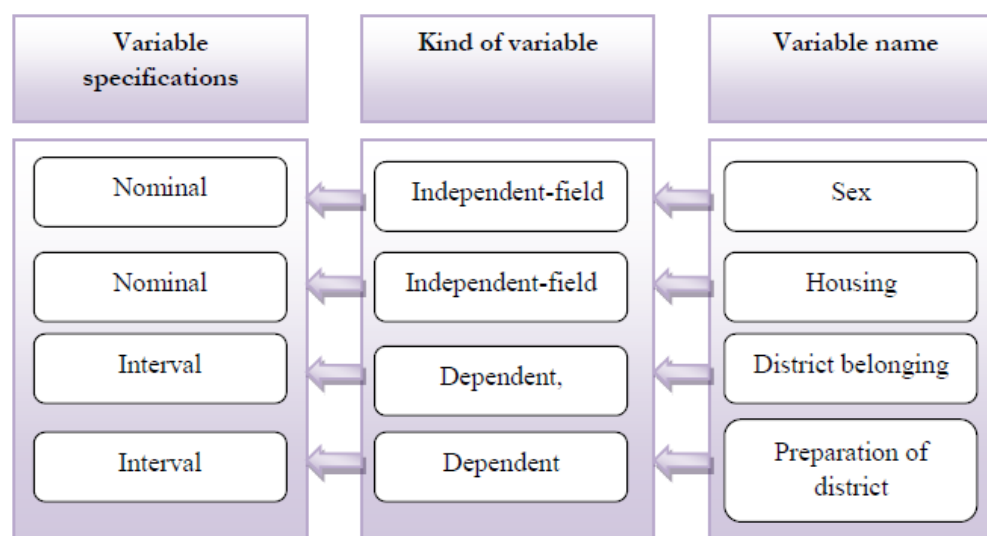 Variable
specifications
Kind of variable
Variable name
Nominal
Independent-field
Sex
Nominal
Independent-field
Housing
Interval
Dependent,
District belonging
Interval
Dependent
Preparation of
district